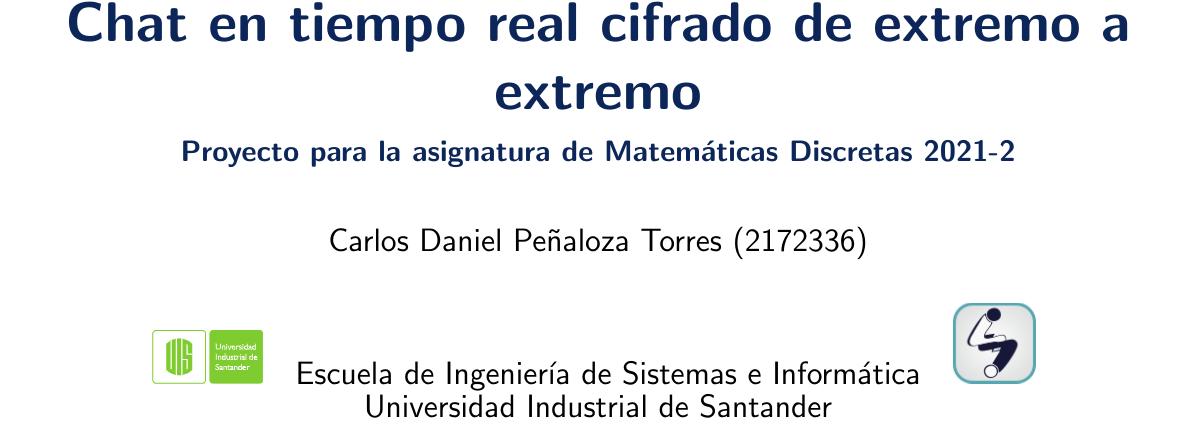 Chat en tiempo real cifrado de extremo a
extremo
Proyecto para la asignatura de Matemáticas Discretas 2021-2
Carlos Daniel Peñaloza Torres (2172336)
UIS
Universidad
Industrial de
Santander
Escuela de Ingeniería de Sistemas e Informática
Universidad Industrial de Santander